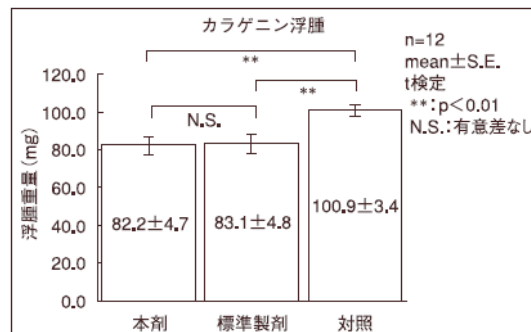 カラゲニン浮腫
n=12
mean±S.E.
t検定
**:p<0.01
N.S.:有意差なし
**
**
N.S.
浮腫重量(mg)
120.0
100.0
80.0
60.0
40.0
20.0
0.0
82.2±4.7
83.1±4.8
100.9±3.4
本剤
標準製剤
対照